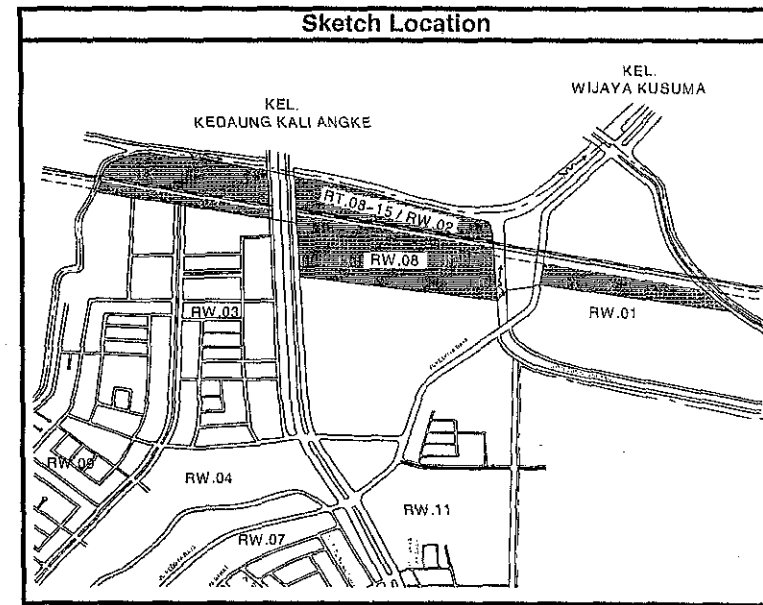 Sketch Location
KEL.
WIJAYA KUSUMA
KEL.
KEDAUNG KALI ANGKE
RT.08-15 / RW.02
RW.08
RW.03
RW.01
RW.09
RW.04
RW.11
RW.07